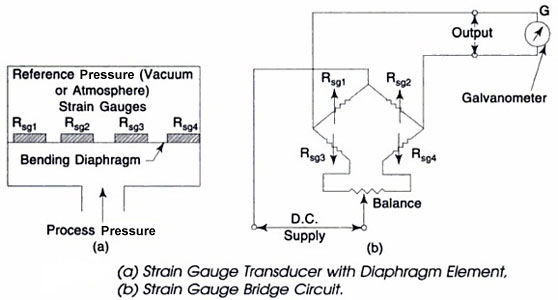 Reference Pressure (Vacuum
or Atmosphere)
Strain Gauges
Rsg1 Rsg2 Rsg3 Rsg4
Bending Diaphragm
Process Pressure
(a)
G
Output
Galvanometer
Rsg1 Rsg2
Rsg3 Rsg4
Balance
D.C.
Supply
(b)
(a) Strain Gauge Transducer with Diaphragm Element,
(b) Strain Gauge Bridge Circuit.